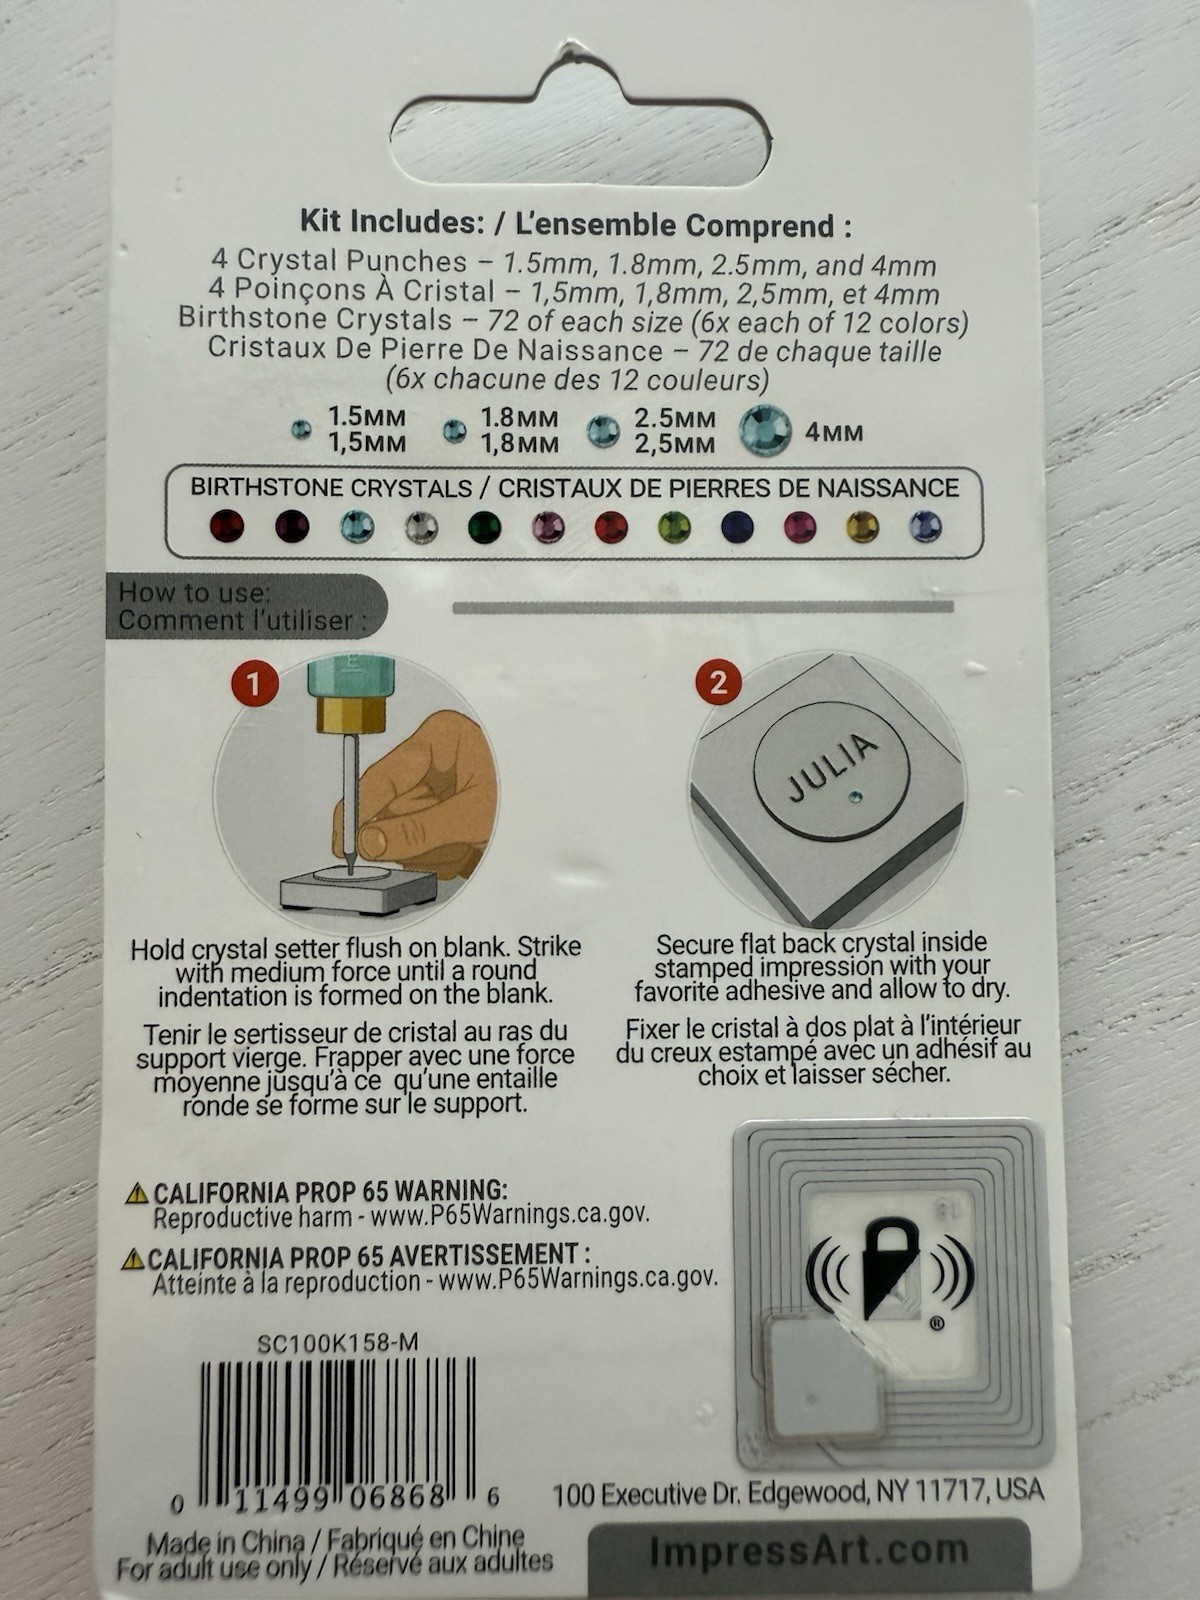 Kit Includes: / L'ensemble Comprend :
4 Crystal Punches – 1.5mm, 1.8mm, 2.5mm, and 4mm
4 Poinçons À Cristal – 1,5mm, 1,8mm, 2,5mm, et 4mm
Birthstone Crystals – 72 of each size (6x each of 12 colors)
Cristaux De Pierre De Naissance – 72 de chaque taille
(6x chacune des 12 couleurs)
1.5MM 1.8MM 2.5MM 4MM
1,5MM 1,8MM 2,5MM
BIRTHSTONE CRYSTALS / CRISTAUX DE PIERRES DE NAISSANCE
How to use:
Comment l'utiliser :
1
Hold crystal setter flush on blank. Strike
with medium force until a round
indentation is formed on the blank.
Tenir le sertisseur de cristal au ras du
support vierge. Frapper avec une force
moyenne jusqu'à ce qu'une entaille
ronde se forme sur le support.
2
JULIA
Secure flat back crystal inside
stamped impression with your
favorite adhesive and allow to dry.
Fixer le cristal à dos plat à l'intérieur
du creux estampé avec un adhésif au
choix et laisser sécher.
CALIFORNIA PROP 65 WARNING:
Reproductive harm - www.P65Warnings.ca.gov.
CALIFORNIA PROP 65 AVERTISSEMENT :
Atteinte à la reproduction - www.P65Warnings.ca.gov.
®
SC100K158-M
0 11499 06868 6
Made in China / Fabriqué en Chine
For adult use only / Réservé aux adultes
100 Executive Dr. Edgewood, NY 11717, USA
ImpressArt.com